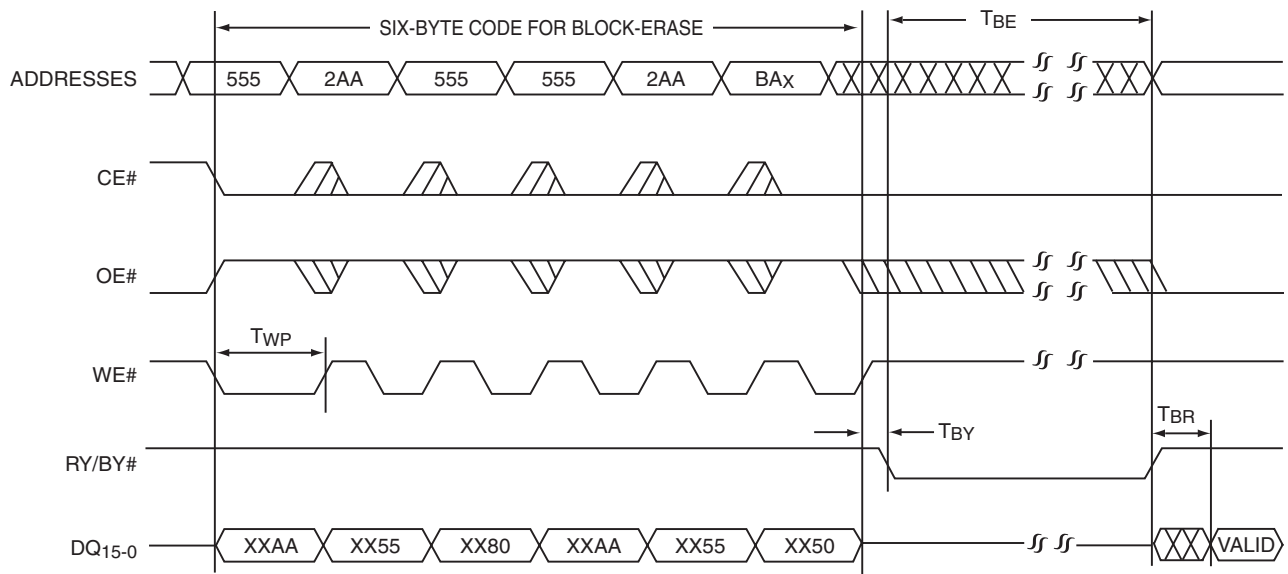 SIX-BYTE CODE FOR BLOCK-ERASE
TBE
ADDRESSES 555 2AA 555 555 2AA BAX
CE#
OE#
TWP
WE#
TBY
TBR
RY/BY#
DQ15-0 XXAA XX55 XX80 XXAA XX55 XX50 VALID